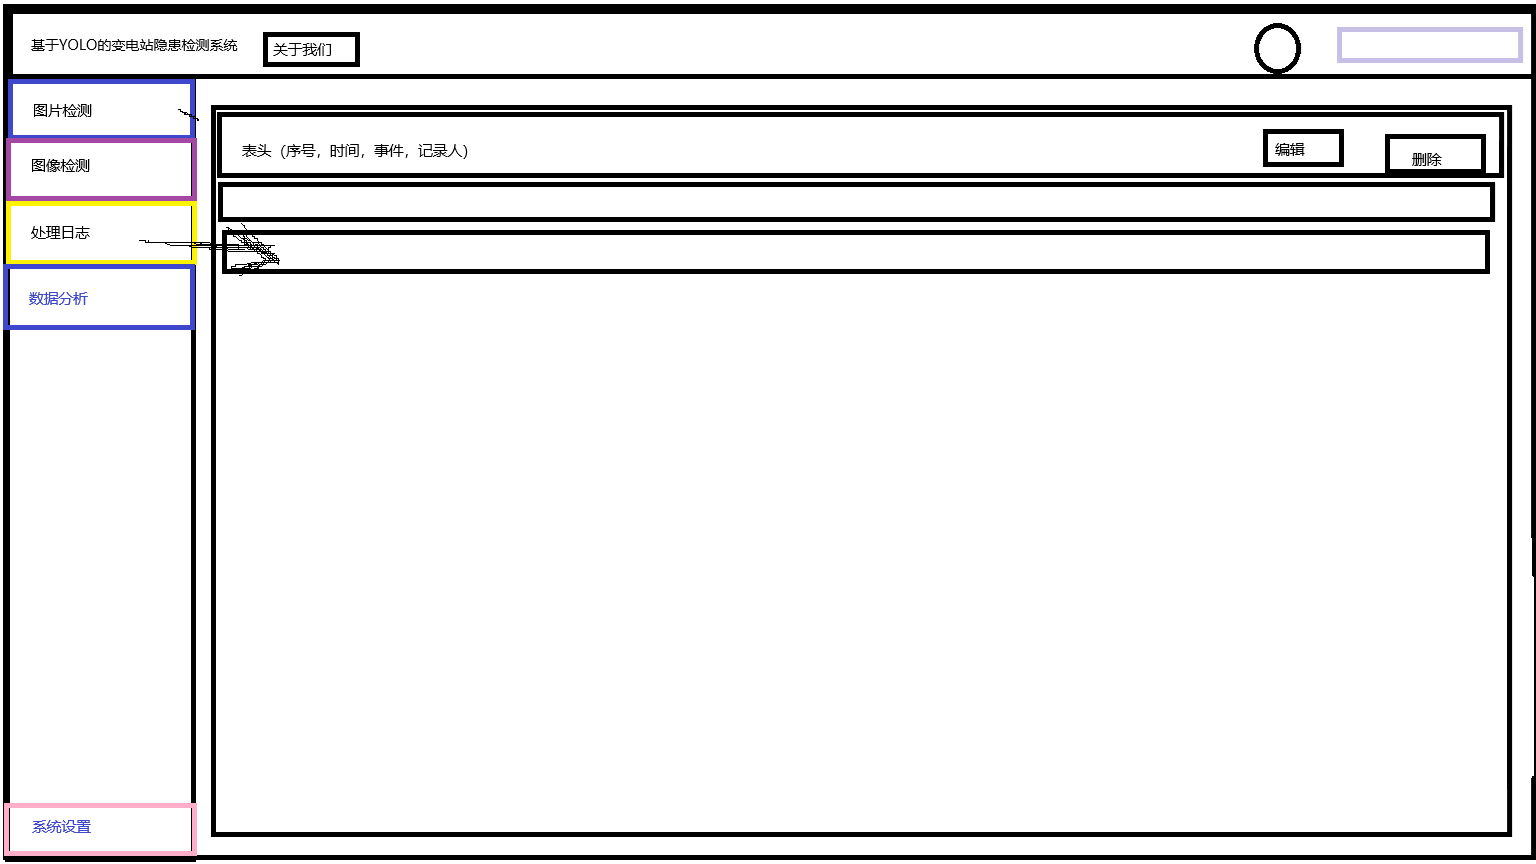 基于YOLO的变电站隐患检测系统
关于我们
图片检测
图像检测
处理日志
数据分析
系统设置
表头（序号，时间，事件，记录人）
编辑
删除